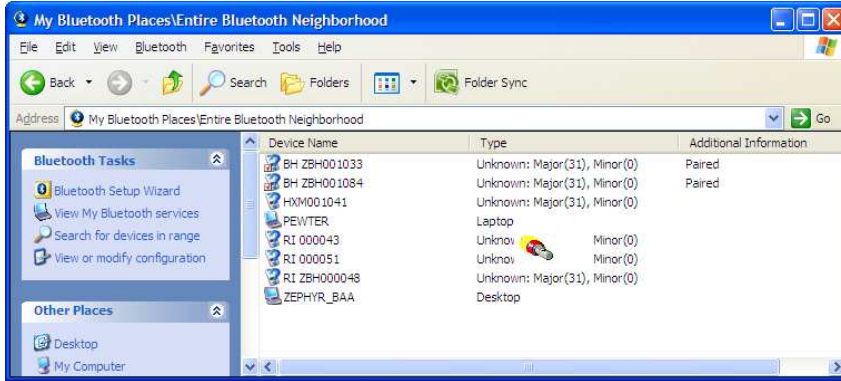 My Bluetooth Places\Entire Bluetooth Neighborhood
File Edit View Bluetooth Favorites Tools Help
Back Search Folders Folder Sync
Address My Bluetooth Places\Entire Bluetooth Neighborhood Go
Bluetooth Tasks
Bluetooth Setup Wizard
View My Bluetooth services
Search for devices in range
View or modify configuration
Other Places
Desktop
My Computer
Device Name Type Additional Information
BH ZBH001033 Unknown: Major(31), Minor(0) Paired
BH ZBH001084 Unknown: Major(31), Minor(0) Paired
HXM001041 Unknown: Major(31), Minor(0)
PEWTER Laptop
RI 000043 Minor(0)
RI 000051 Minor(0)
RI ZBH000048 Unknown: Major(31), Minor(0)
ZEPHYR_BAA Desktop